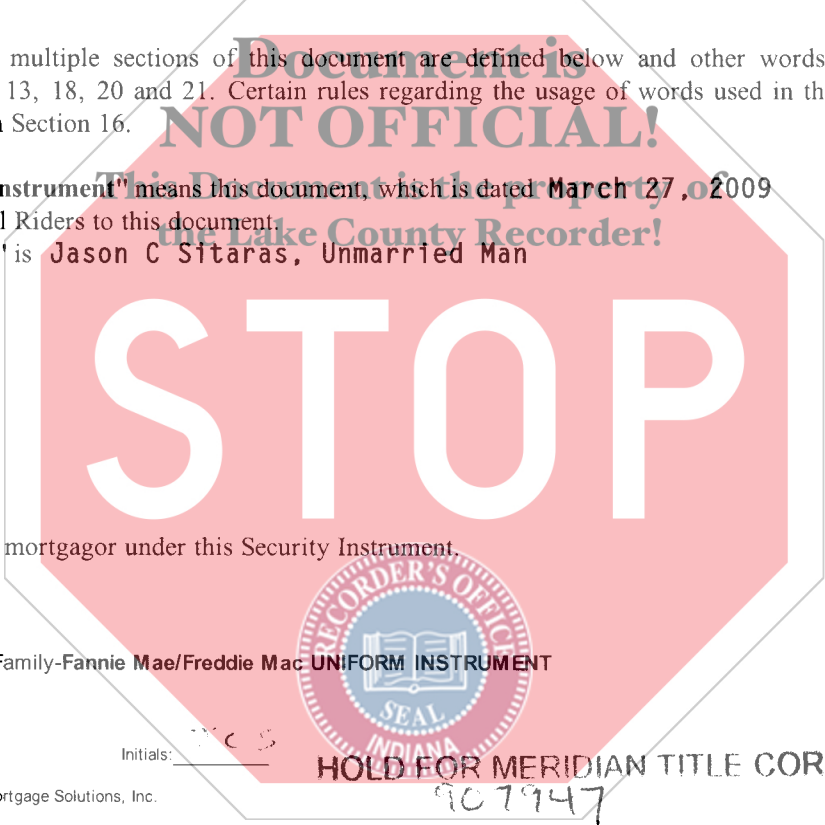 multiple sections of this document are defined below and other words
Document is
13, 18, 20 and 21. Certain rules regarding the usage of words used in th
Section 16.
NOT OFFICIAL!
nstrument" means this document, which is dated March 27, 2009
This Document is the property of
l Riders to this document.
the Lake County Recorder!
" is Jason C Sitaras, Unmarried Man
STOP
mortgagor under this Security Instrument.
RECORDER'S OFFICE
Family-Fannie Mae/Freddie Mac UNIFORM INSTRUMENT
SEAL
INDIANA
Initials:
HOLD FOR MERIDIAN TITLE COR
rtgage Solutions, Inc.
907947